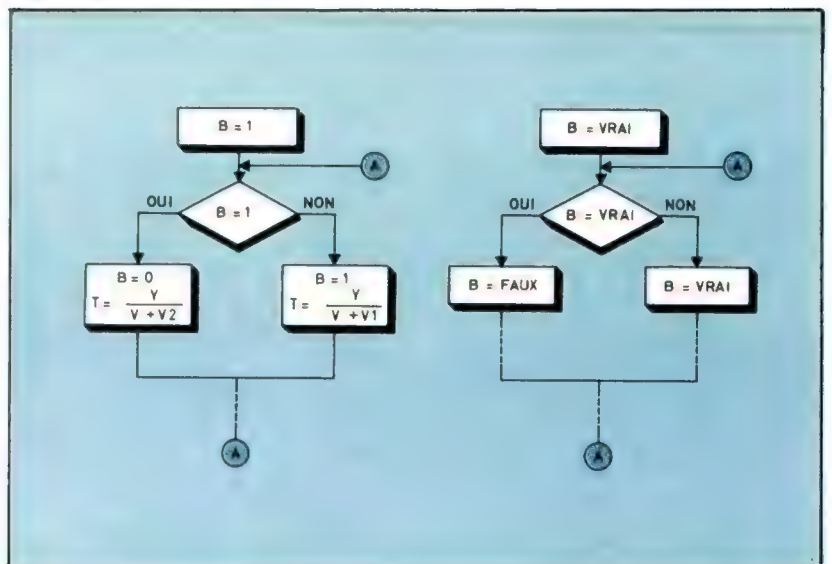 B = 1
A
B = 1
OUI
NON
B = 0
T = Y / V + V2
B = 1
T = Y / V + V1
A
B = VRAI
A
B = VRAI
OUI
NON
B = FAUX
B = VRAI
A